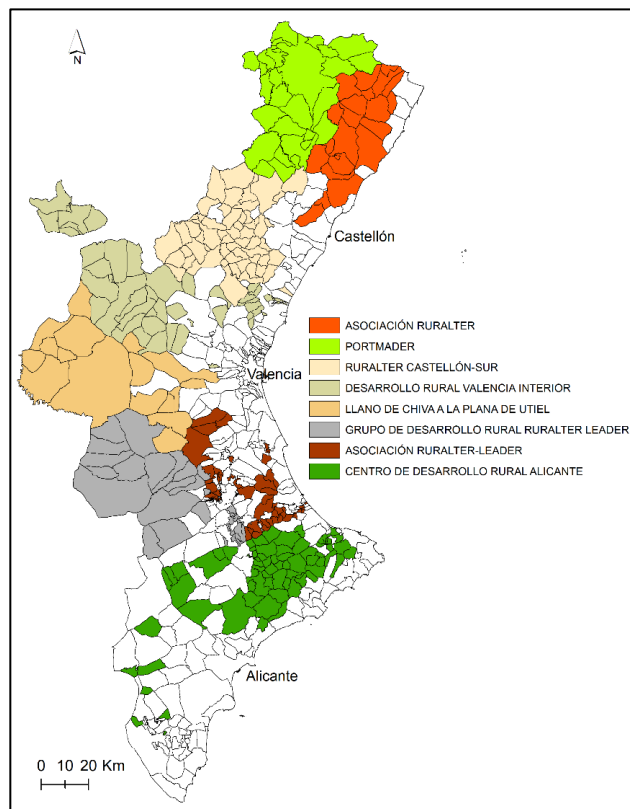 N
Castellón
ASOCIACIÓN RURALTER
PORTMADER
RURALTER CASTELLÓN-SUR
DESARROLLO RURAL VALENCIA INTERIOR
Valencia
LLANO DE CHIVA A LA PLANA DE UTIEL
GRUPO DE DESARROLLO RURAL RURALTER LEADER
ASOCIACIÓN RURALTER-LEADER
CENTRO DE DESARROLLO RURAL ALICANTE
Alicante
0 10 20 Km